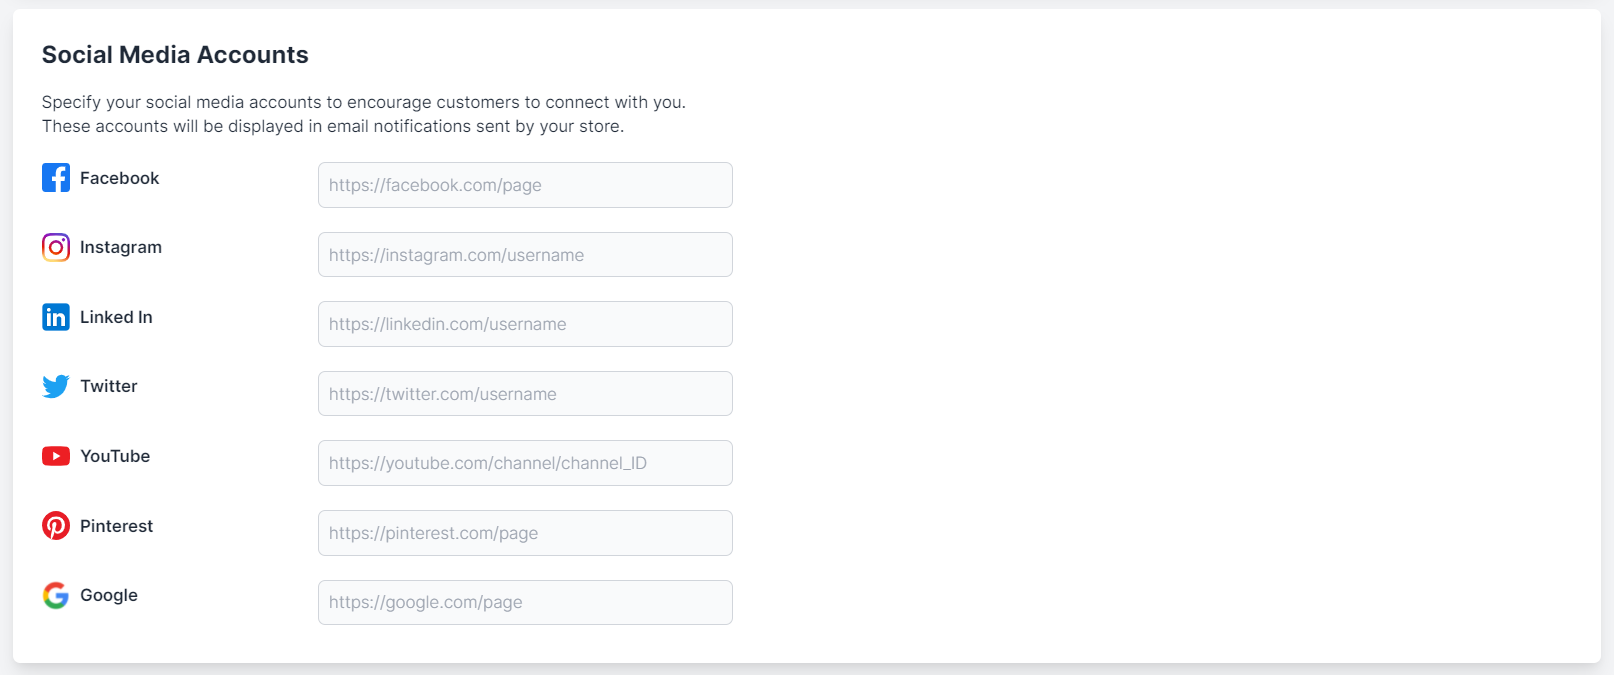 Social Media Accounts
Specify your social media accounts to encourage customers to connect with you.
These accounts will be displayed in email notifications sent by your store.
Facebook
https://facebook.com/page
Instagram
https://instagram.com/username
Linked In
https://linkedin.com/username
Twitter
https://twitter.com/username
YouTube
https://youtube.com/channel/channel_ID
Pinterest
https://pinterest.com/page
Google
https://google.com/page